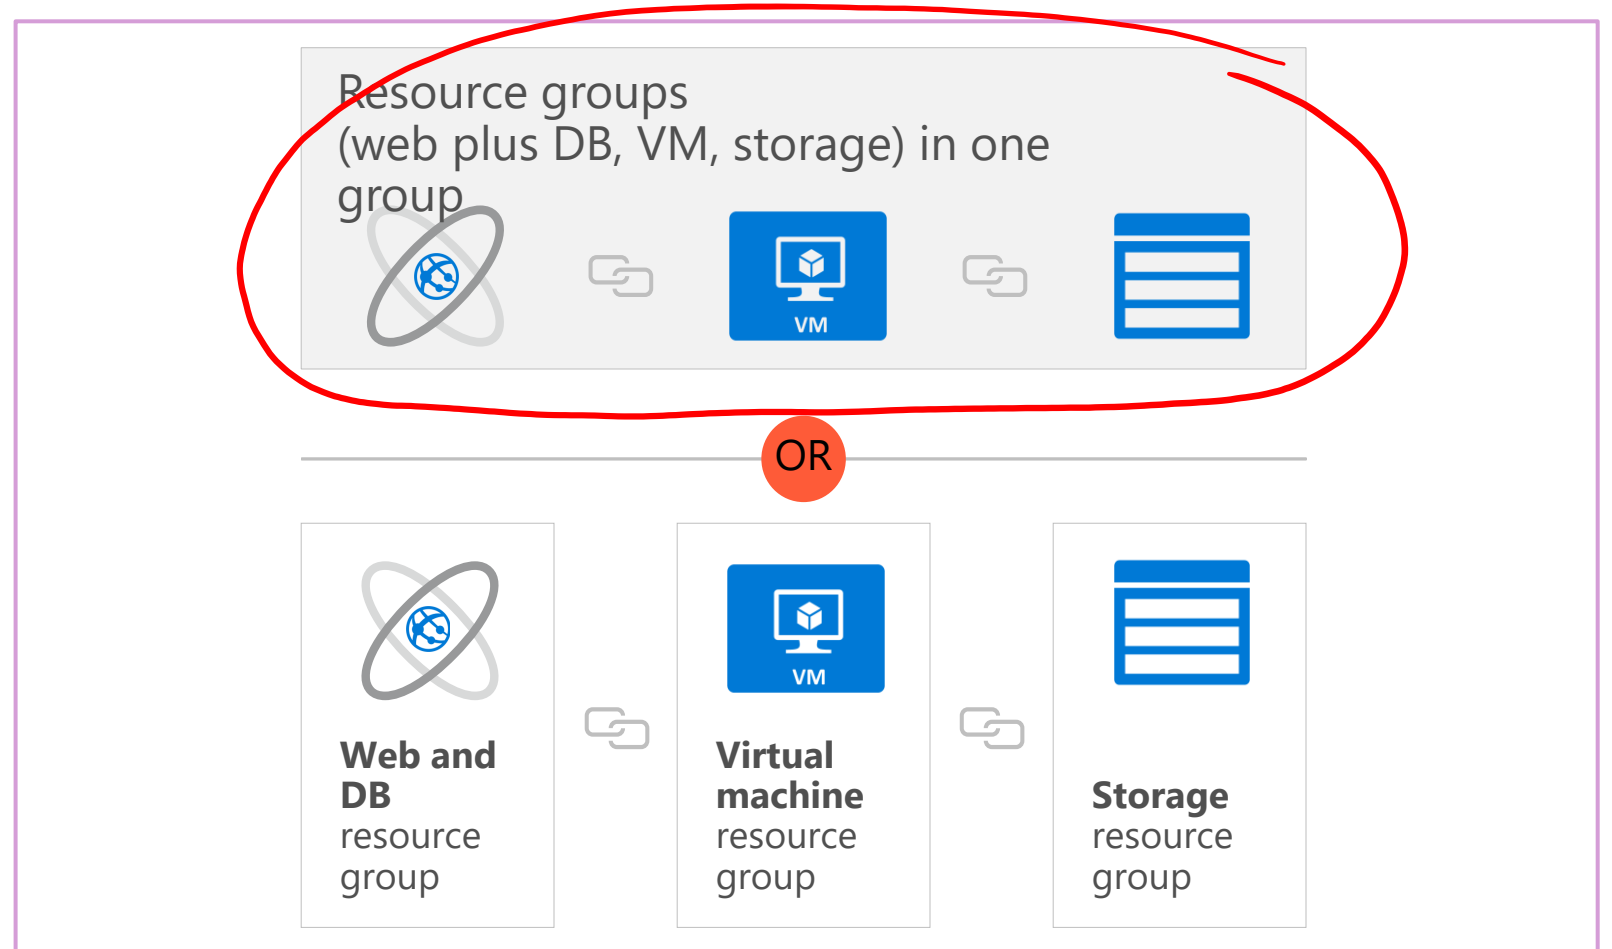 Resource groups
(web plus DB, VM, storage) in one
group
VM
OR
VM
Web and
DB
resource
group
Virtual
machine
resource
group
Storage
resource
group